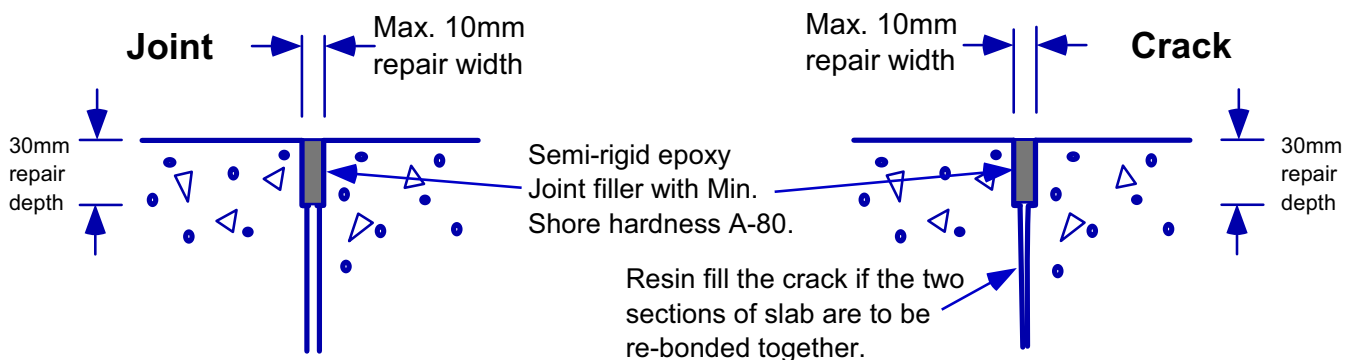 Joint
Max. 10mm
repair width
30mm
repair
depth
Semi-rigid epoxy
Joint filler with Min.
Shore hardness A-80.
Max. 10mm
repair width
Crack
30mm
repair
depth
Resin fill the crack if the two
sections of slab are to be
re-bonded together.